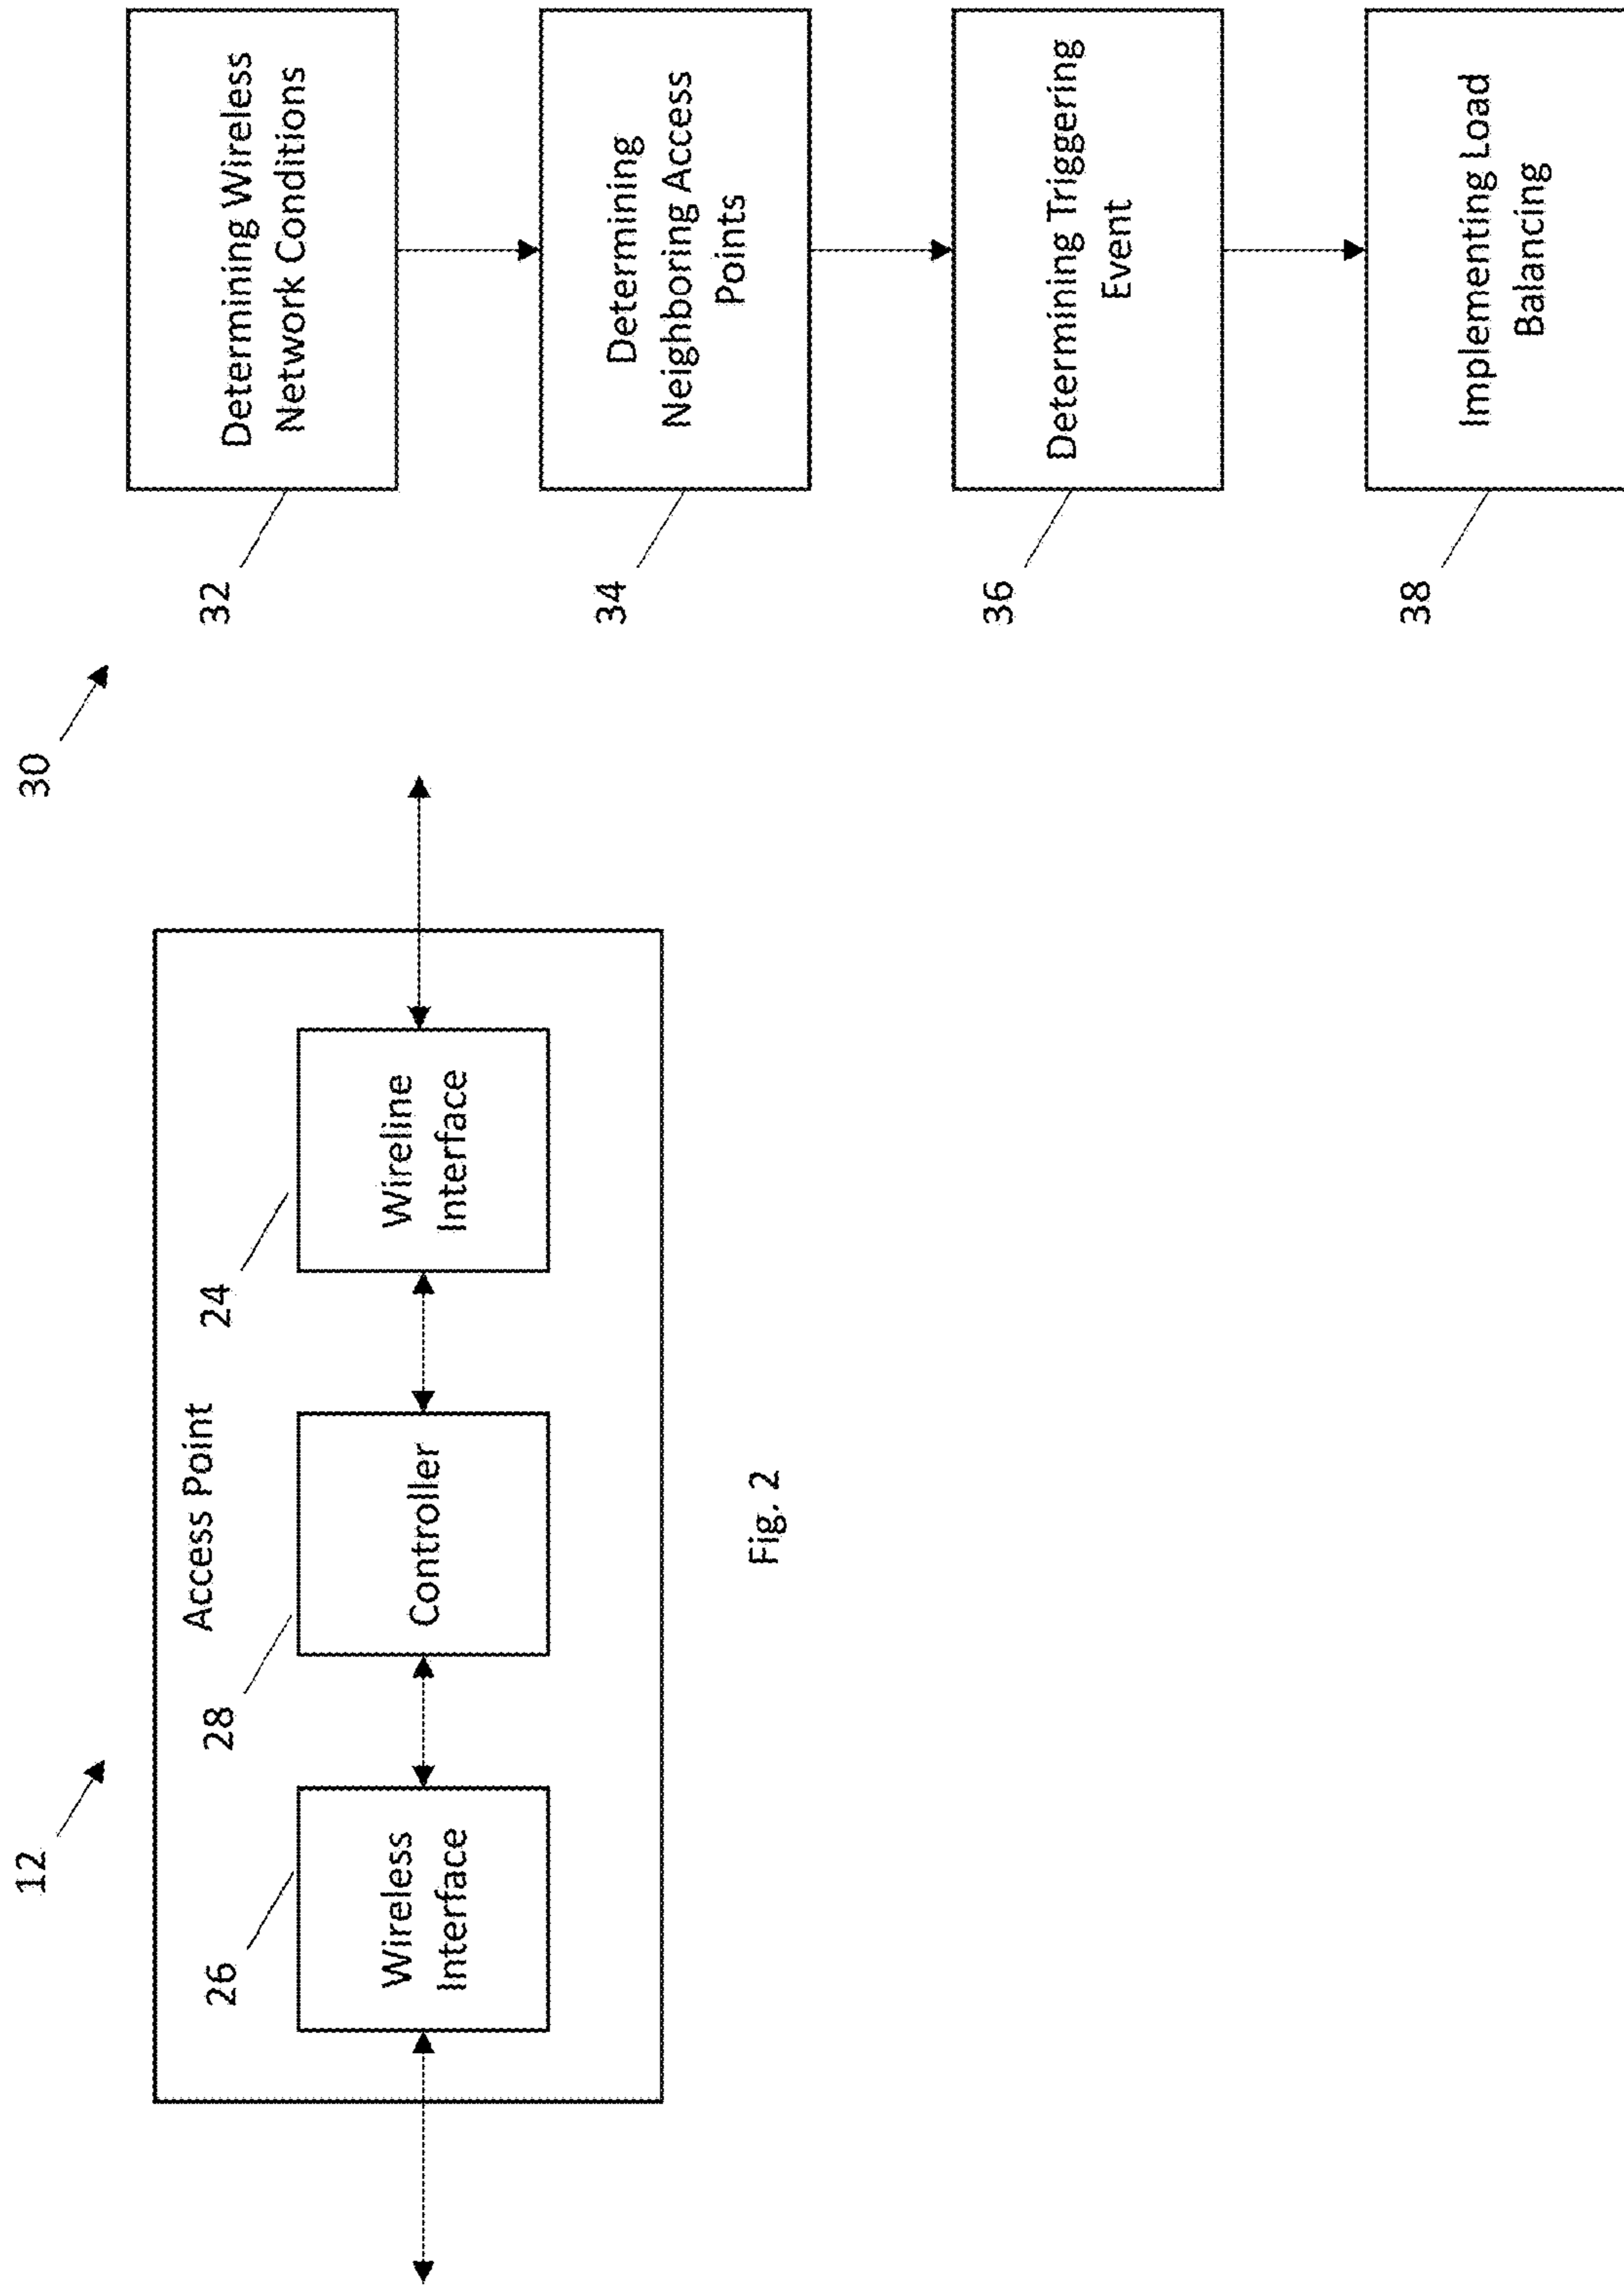 12
Access Point
26
Wireless
Interface
28
Controller
24
Wireline
Interface
Fig. 2
30
32
Determining Wireless
Network Conditions
34
Determining
Neighboring Access
Points
36
Determining Triggering
Event
38
Implementing Load
Balancing